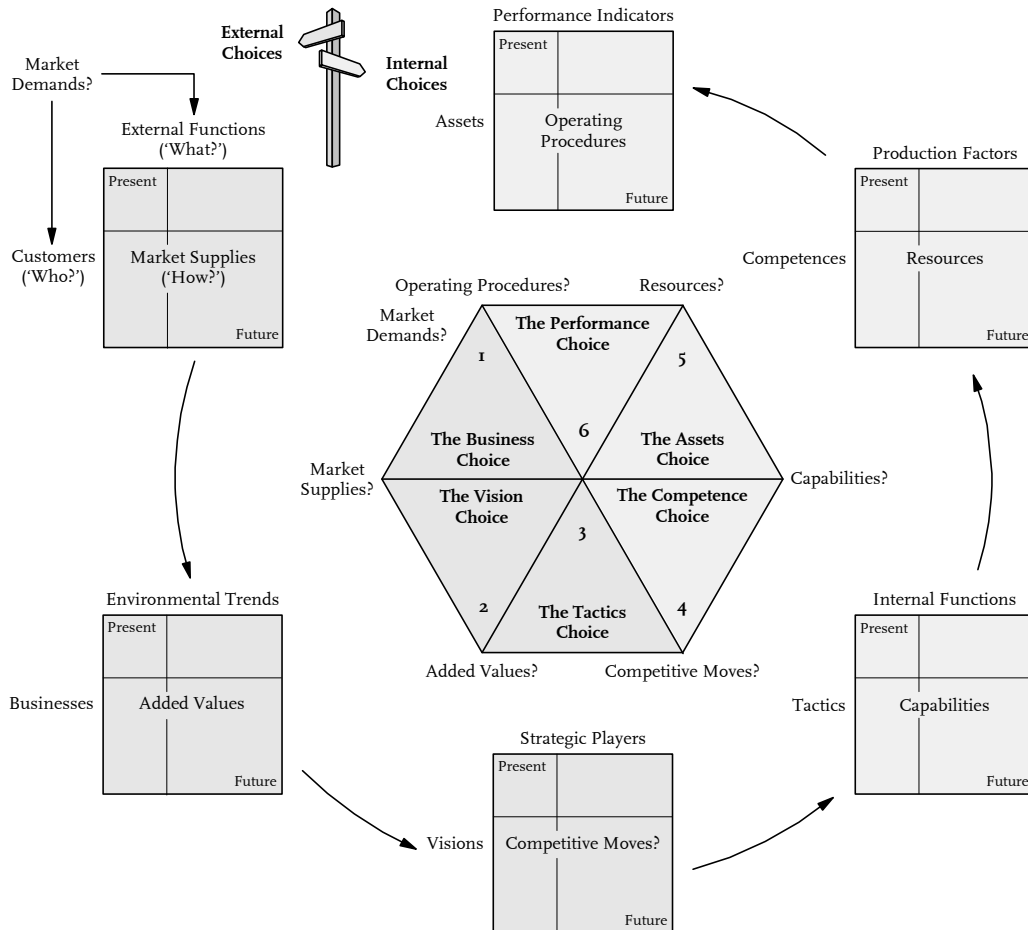 External
Choices
Internal
Choices
Market
Demands?
External Functions
(‘What?’)
Present
Customers
(‘Who?’)
Market Supplies
(‘How?’)
Future
Performance Indicators
Present
Assets
Operating
Procedures
Future
Production Factors
Present
Competences
Resources
Future
Operating Procedures?
Resources?
Market
Demands?
The Performance
Choice
1
5
6
The Business
Choice
The Assets
Choice
Market
Supplies?
Capabilities?
The Vision
Choice
The Competence
Choice
3
2
The Tactics
Choice
4
Added Values?
Competitive Moves?
Environmental Trends
Present
Businesses
Added Values
Future
Strategic Players
Present
Visions
Competitive Moves?
Future
Internal Functions
Present
Tactics
Capabilities
Future